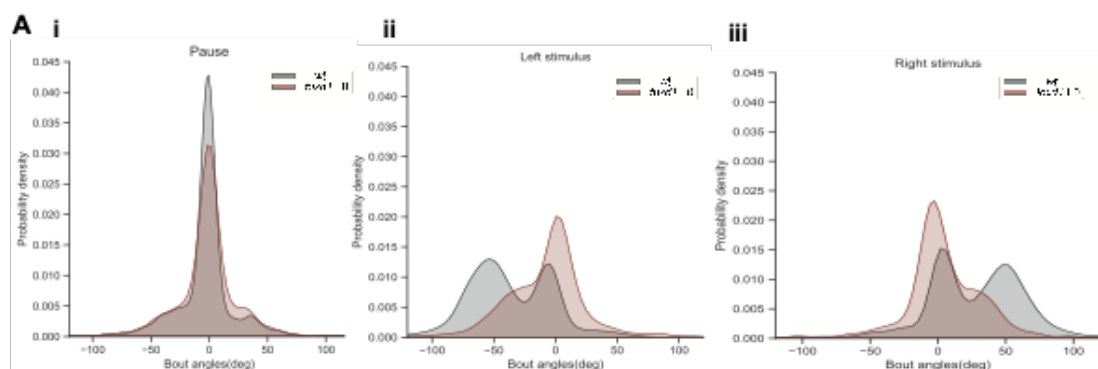 A i ii iii
Pause
Left stimulus
Right stimulus
wt
wt
wt
Probability density
0.045
0.040
0.035
0.030
0.025
0.020
0.015
0.010
0.005
0.000
−100 −50 0 50 100
Bout angles(deg)
Probability density
0.045
0.040
0.035
0.030
0.025
0.020
0.015
0.010
0.005
0.000
−100 −50 0 50 100
Bout angles(deg)
Probability density
0.045
0.040
0.035
0.030
0.025
0.020
0.015
0.010
0.005
0.000
−100 −50 0 50 100
Bout angles(deg)